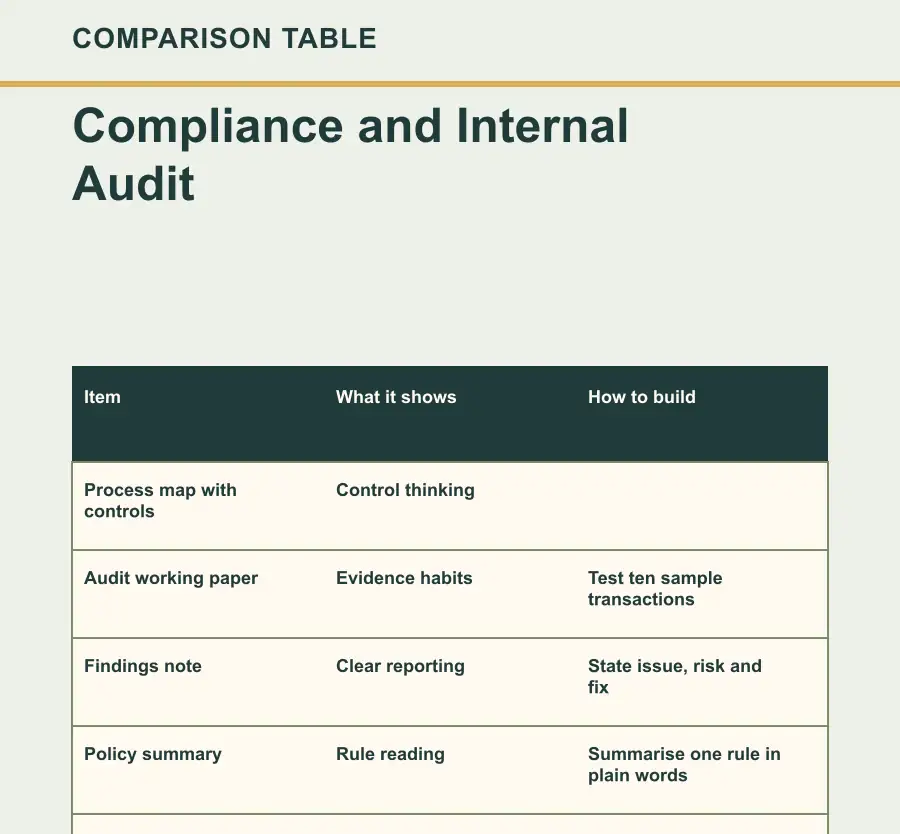 COMPARISON TABLE
Compliance and Internal
Audit
Item What it shows How to build
Process map with
controls
Control thinking
Audit working paper
Evidence habits
Test ten sample
transactions
Findings note
Clear reporting
State issue, risk and
fix
Policy summary
Rule reading
Summarise one rule in
plain words